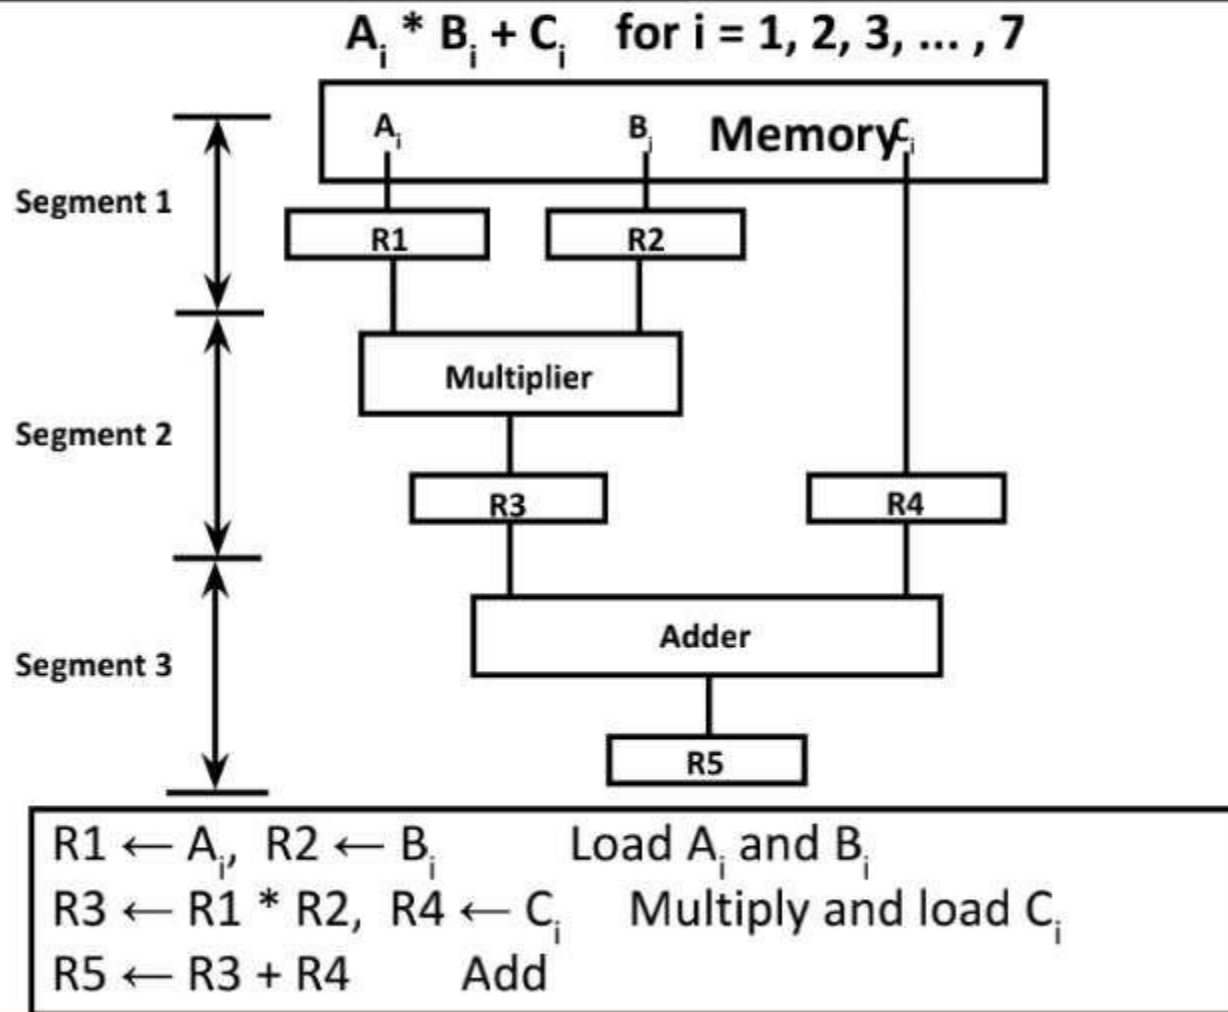 Ai * Bi + Ci for i = 1, 2, 3, ... , 7
Ai Bi Memory Ci
Segment 1
R1 R2
Multiplier
Segment 2
R3 R4
Adder
Segment 3
R5
R1 ← Ai, R2 ← Bi Load Ai and Bi
R3 ← R1 * R2, R4 ← Ci Multiply and load Ci
R5 ← R3 + R4 Add